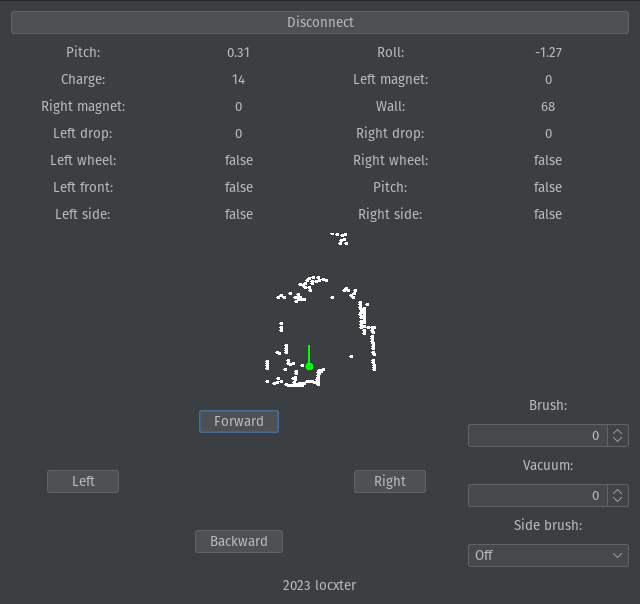 Disconnect
Pitch: 0.31 Roll: -1.27
Charge: 14 Left magnet: 0
Right magnet: 0 Wall: 68
Left drop: 0 Right drop: 0
Left wheel: false Right wheel: false
Left front: false Pitch: false
Left side: false Right side: false
Brush:
Forward
0
Vacuum:
Left Right
0
Side brush:
Backward
Off
2023 locxter